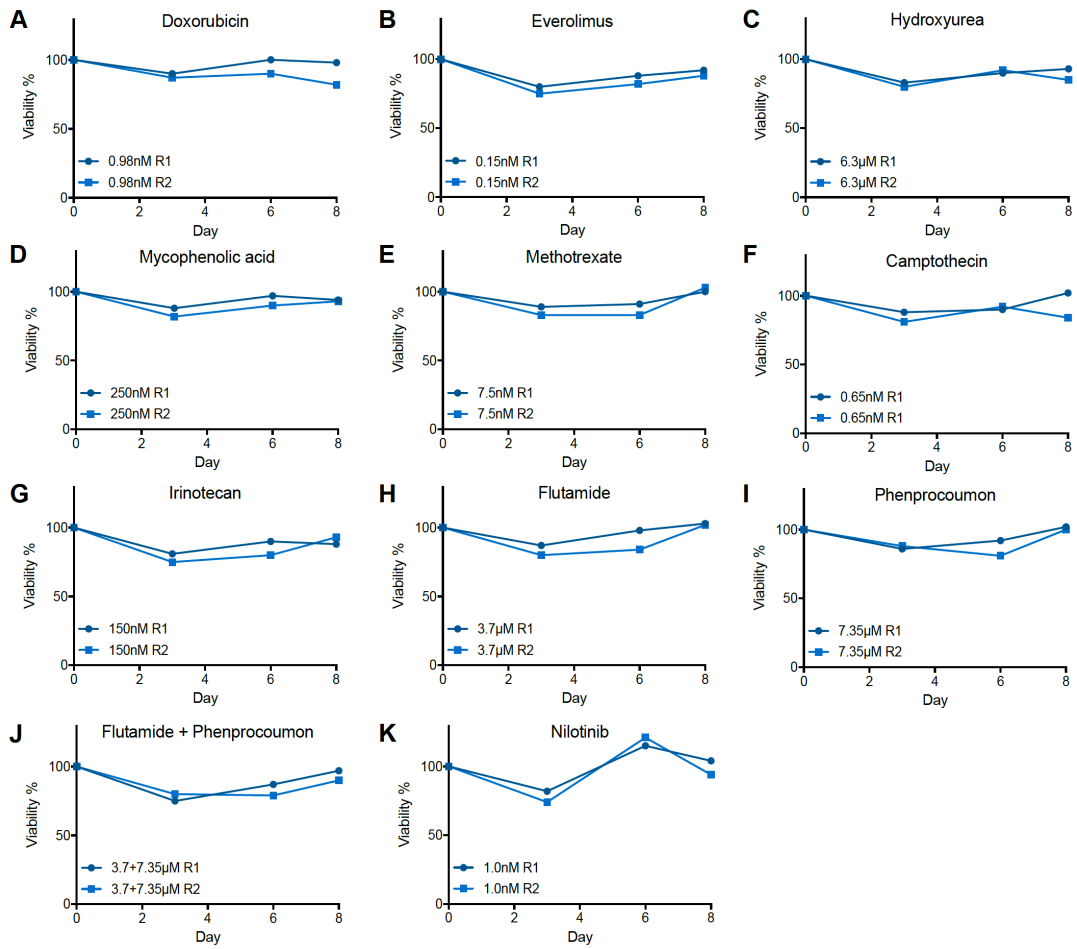 A
Doxorubicin
Viability %
100
50
0
0.98nM R1
0.98nM R2
0 2 4 6 8
Day
B
Everolimus
Viability %
100
50
0
0.15nM R1
0.15nM R2
0 2 4 6 8
Day
C
Hydroxyurea
Viability %
100
50
0
6.3µM R1
6.3µM R2
0 2 4 6 8
Day
D
Mycophenolic acid
Viability %
100
50
0
250nM R1
250nM R2
0 2 4 6 8
Day
E
Methotrexate
Viability %
100
50
0
7.5nM R1
7.5nM R2
0 2 4 6 8
Day
F
Camptothecin
Viability %
100
50
0
0.65nM R1
0.65nM R1
0 2 4 6 8
Day
G
Irinotecan
Viability %
100
50
0
150nM R1
150nM R2
0 2 4 6 8
Day
H
Flutamide
Viability %
100
50
0
3.7µM R1
3.7µM R2
0 2 4 6 8
Day
I
Phenprocoumon
Viability %
100
50
0
7.35µM R1
7.35µM R2
0 2 4 6 8
Day
J
Flutamide + Phenprocoumon
Viability %
100
50
0
3.7+7.35µM R1
3.7+7.35µM R2
0 2 4 6 8
Day
K
Nilotinib
Viability %
100
50
0
1.0nM R1
1.0nM R2
0 2 4 6 8
Day